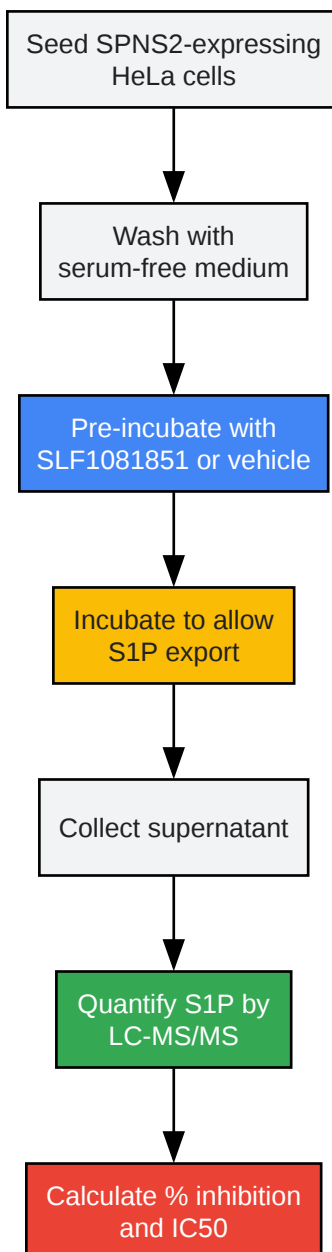 Seed SPNS2-expressing
HeLa cells
Wash with
serum-free medium
Pre-incubate with
SLF1081851 or vehicle
Incubate to allow
S1P export
Collect supernatant
Quantify S1P by
LC-MS/MS
Calculate % inhibition
and IC50